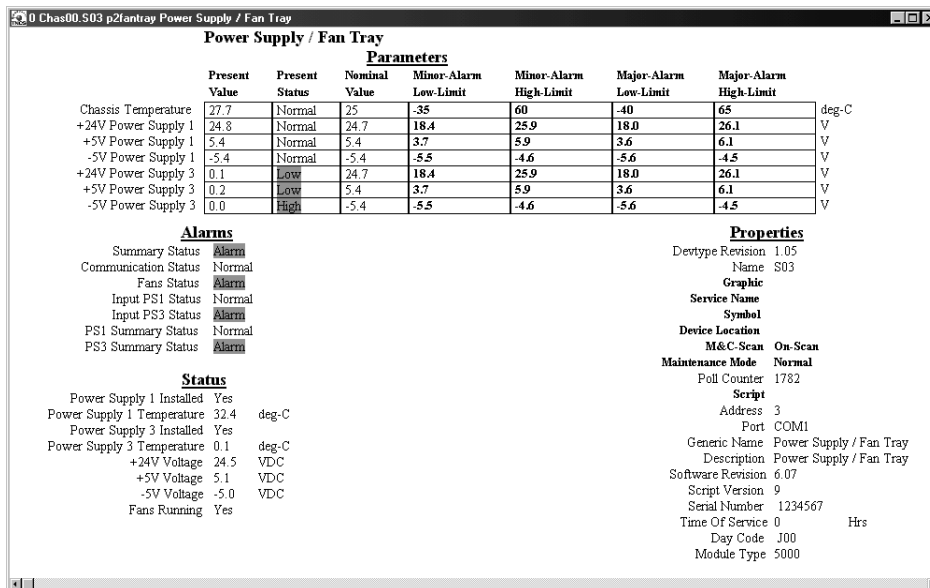 0 Chas00.S03 p2fantray Power Supply / Fan Tray
Power Supply / Fan Tray
Parameters
Present Present Nominal Minor-Alarm Minor-Alarm Major-Alarm Major-Alarm
Value Status Value Low-Limit High-Limit Low-Limit High-Limit
Chassis Temperature 27.7 Normal 25 -35 60 -40 65 deg-C
+24V Power Supply 1 24.8 Normal 24.7 18.4 25.9 18.0 26.1 V
+5V Power Supply 1 5.4 Normal 5.4 3.7 5.9 3.6 6.1 V
-5V Power Supply 1 -5.4 Normal -5.4 -5.5 -4.6 -5.6 -4.5 V
+24V Power Supply 3 0.1 Low 24.7 18.4 25.9 18.0 26.1 V
+5V Power Supply 3 0.2 Low 5.4 3.7 5.9 3.6 6.1 V
-5V Power Supply 3 0.0 High -5.4 -5.5 -4.6 -5.6 -4.5 V
Alarms
Summary Status Alarm
Communication Status Normal
Fans Status Alarm
Input PS1 Status Normal
Input PS3 Status Alarm
PS1 Summary Status Normal
PS3 Summary Status Alarm
Status
Power Supply 1 Installed Yes
Power Supply 1 Temperature 32.4 deg-C
Power Supply 3 Installed Yes
Power Supply 3 Temperature 0.1 deg-C
+24V Voltage 24.5 VDC
+5V Voltage 5.1 VDC
-5V Voltage -5.0 VDC
Fans Running Yes
Properties
Devtype Revision 1.05
Name S03
Graphic
Service Name
Symbol
Device Location
M&C-Scan On-Scan
Maintenance Mode Normal
Poll Counter 1782
Script
Address 3
Port COM1
Generic Name Power Supply / Fan Tray
Description Power Supply / Fan Tray
Software Revision 6.07
Script Version 9
Serial Number 1234567
Time Of Service 0 Hrs
Day Code J00
Module Type 5000